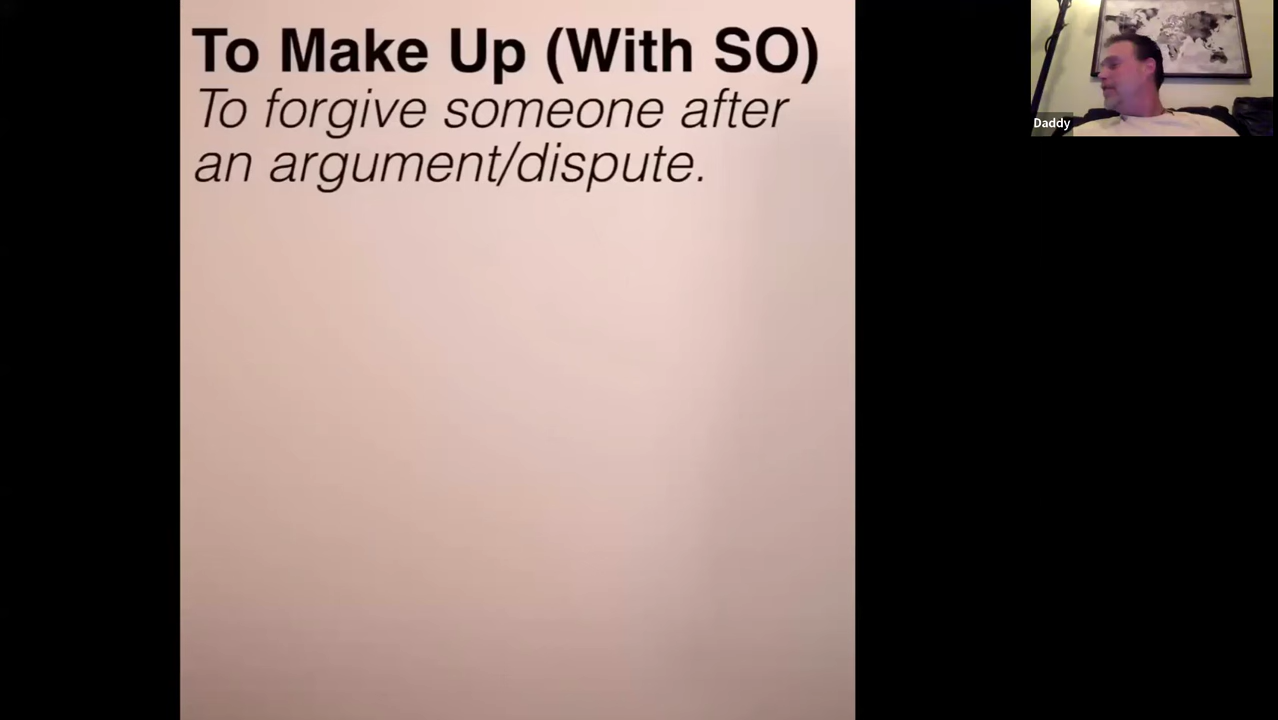 To Make Up (With SO)
To forgive someone after
an argument/dispute.
Daddy